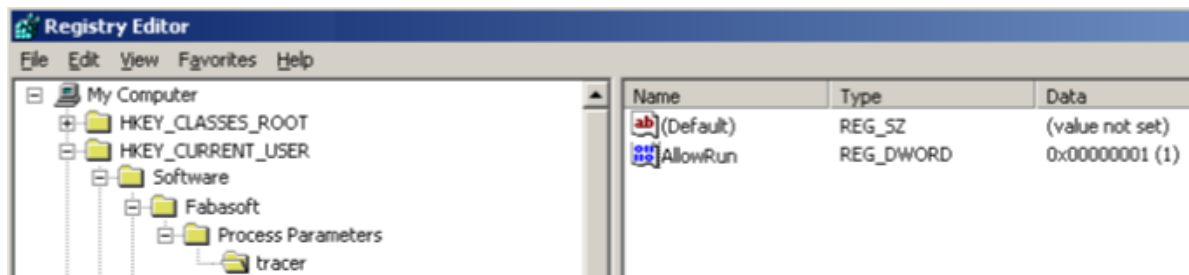 Registry Editor
File Edit View Favorites Help
My Computer
HKEY_CLASSES_ROOT
HKEY_CURRENT_USER
Software
Fabasoft
Process Parameters
tracer
Name Type Data
(Default) REG_SZ (value not set)
AllowRun REG_DWORD 0x00000001 (1)